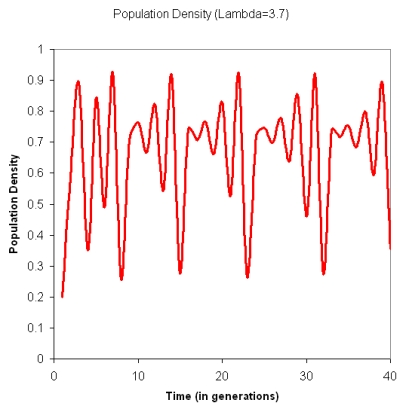 Population Density (Lambda=3.7)
1
0.9
0.8
0.7
0.6
0.5
0.4
0.3
0.2
0.1
0
Population Density
0 10 20 30 40
Time (in generations)